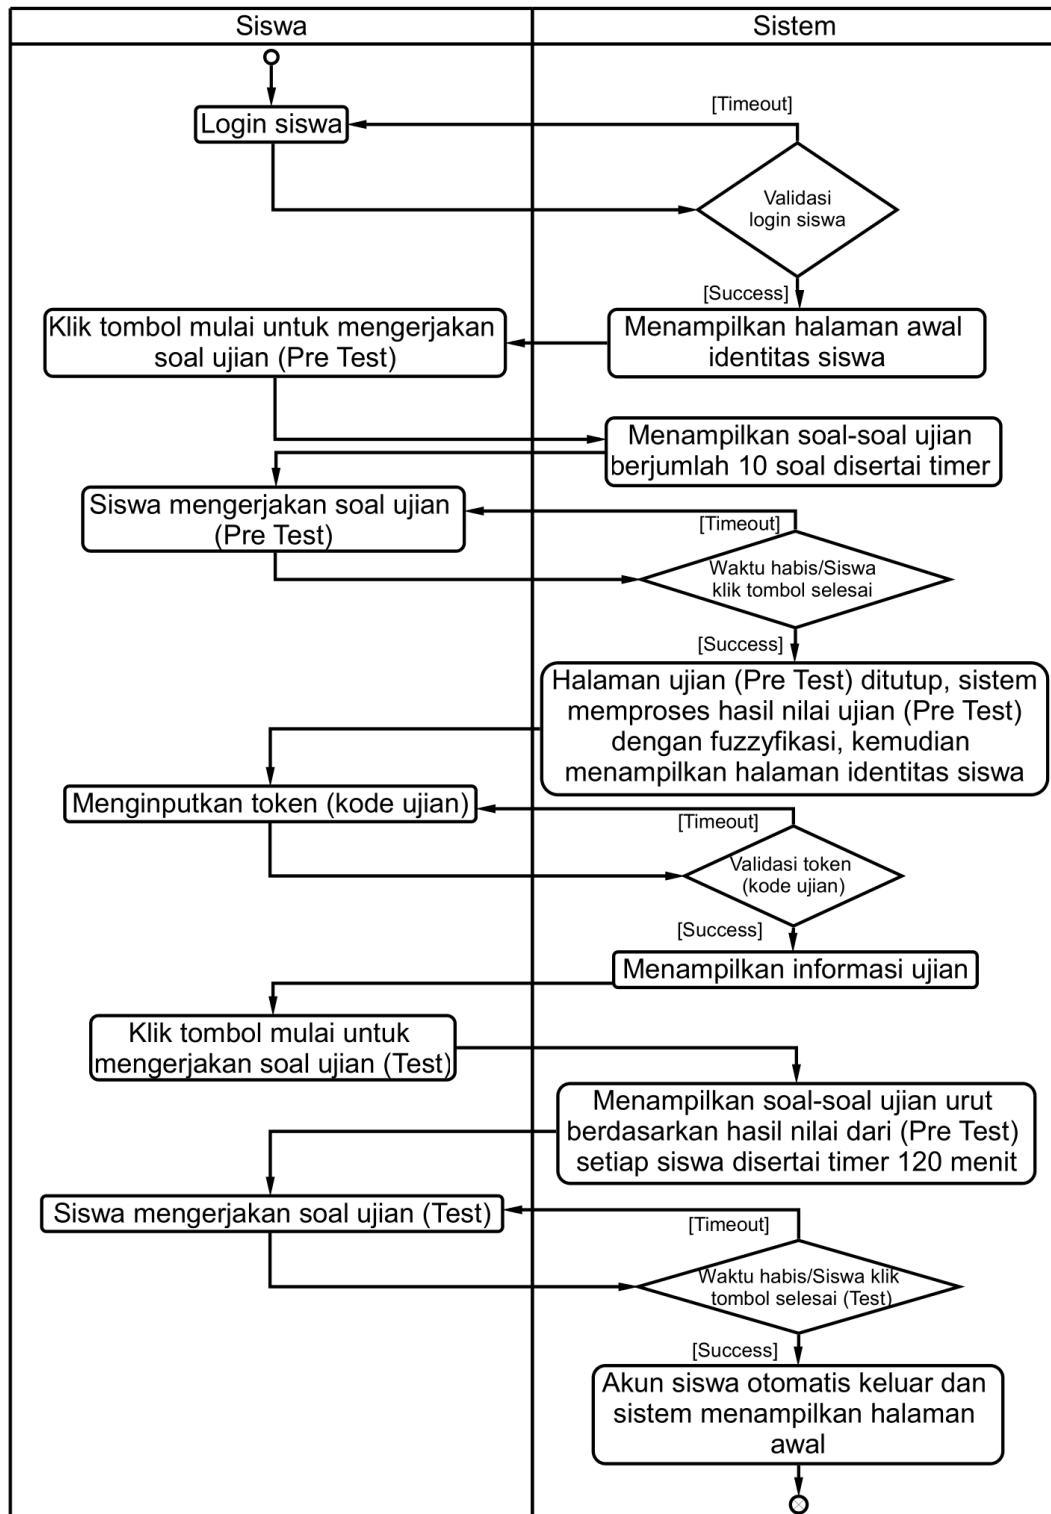 Siswa
Sistem
[Timeout]
Login siswa
Validasi
login siswa
[Success]
Klik tombol mulai untuk mengerjakan
soal ujian (Pre Test)
Menampilkan halaman awal
identitas siswa
Menampilkan soal-soal ujian
berjumlah 10 soal disertai timer
Siswa mengerjakan soal ujian
(Pre Test)
[Timeout]
Waktu habis/Siswa
klik tombol selesai
[Success]
Halaman ujian (Pre Test) ditutup, sistem
memproses hasil nilai ujian (Pre Test)
dengan fuzzyfikasi, kemudian
menampilkan halaman identitas siswa
Menginputkan token (kode ujian)
[Timeout]
Validasi token
(kode ujian)
[Success]
Menampilkan informasi ujian
Klik tombol mulai untuk
mengerjakan soal ujian (Test)
Menampilkan soal-soal ujian urut
berdasarkan hasil nilai dari (Pre Test)
setiap siswa disertai timer 120 menit
Siswa mengerjakan soal ujian (Test)
[Timeout]
Waktu habis/Siswa klik
tombol selesai (Test)
[Success]
Akun siswa otomatis keluar dan
sistem menampilkan halaman
awal